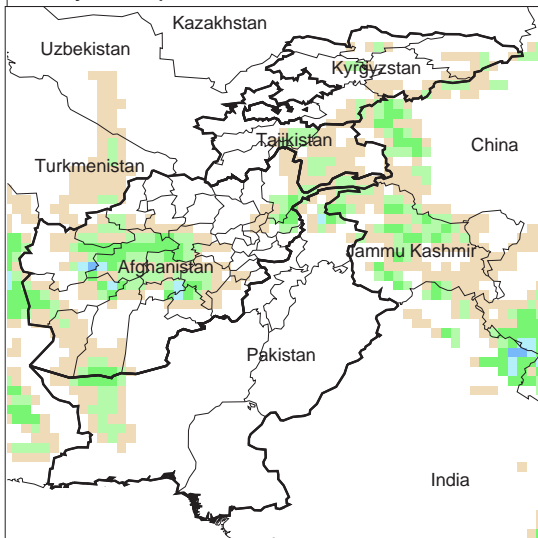 Kazakhstan
Uzbekistan
Kyrgyzstan
Tajikistan
China
Turkmenistan
Jammu Kashmir
Afghanistan
Pakistan
India